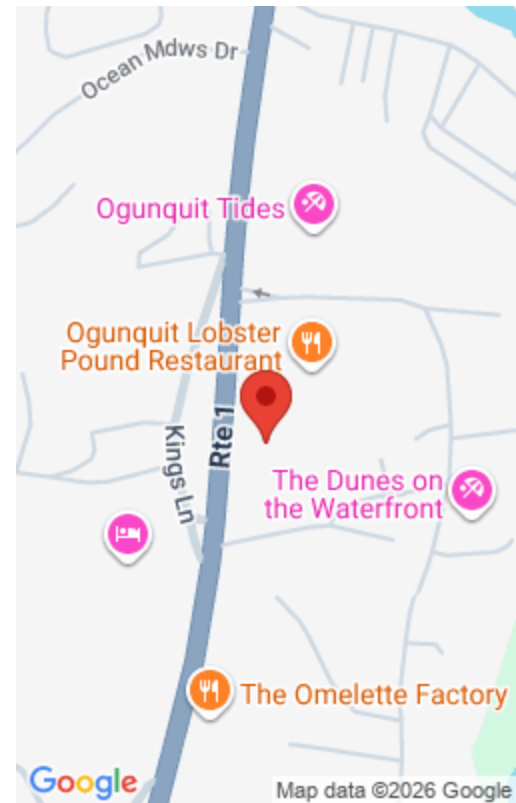 Ocean Mdws Dr
Ogunquit Tides
Ogunquit Lobster
Pound Restaurant
Rte 1
Kings Ln
The Dunes on
the Waterfront
The Omelette Factory
Google
Map data ©2026 Google